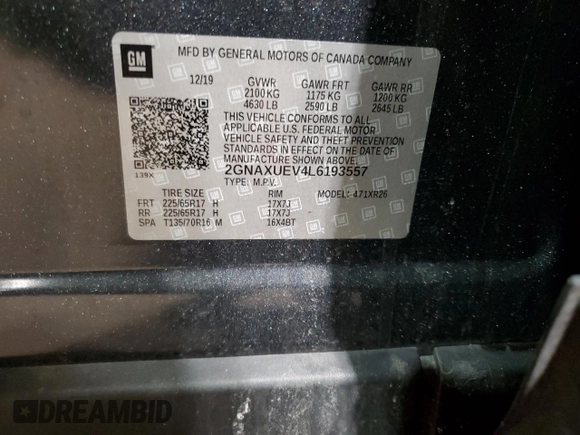 GM
MFD BY GENERAL MOTORS OF CANADA COMPANY
12/19 GVWR GAWR FRT GAWR RR
2100 KG 1175 KG 1200 KG
4630 LB 2590 LB 2645 LB
THIS VEHICLE CONFORMS TO ALL
APPLICABLE U.S. FEDERAL MOTOR
VEHICLE SAFETY AND THEFT PREVENTION
STANDARDS IN EFFECT ON THE DATE OF
MANUFACTURE SHOWN ABOVE.
139X
2GNAXUEV4L6193557
TYPE: M.P.V. MODEL: 471XR26
TIRE SIZE RIM
FRT 225/65R17 H 17X7J
RR 225/65R17 H 17X7J
SPA T135/70R16 M 16X4BT
DREAMBID